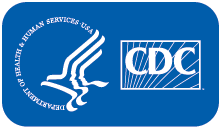 DEPARTMENT OF HEALTH & HUMAN SERVICES · USA
CDC